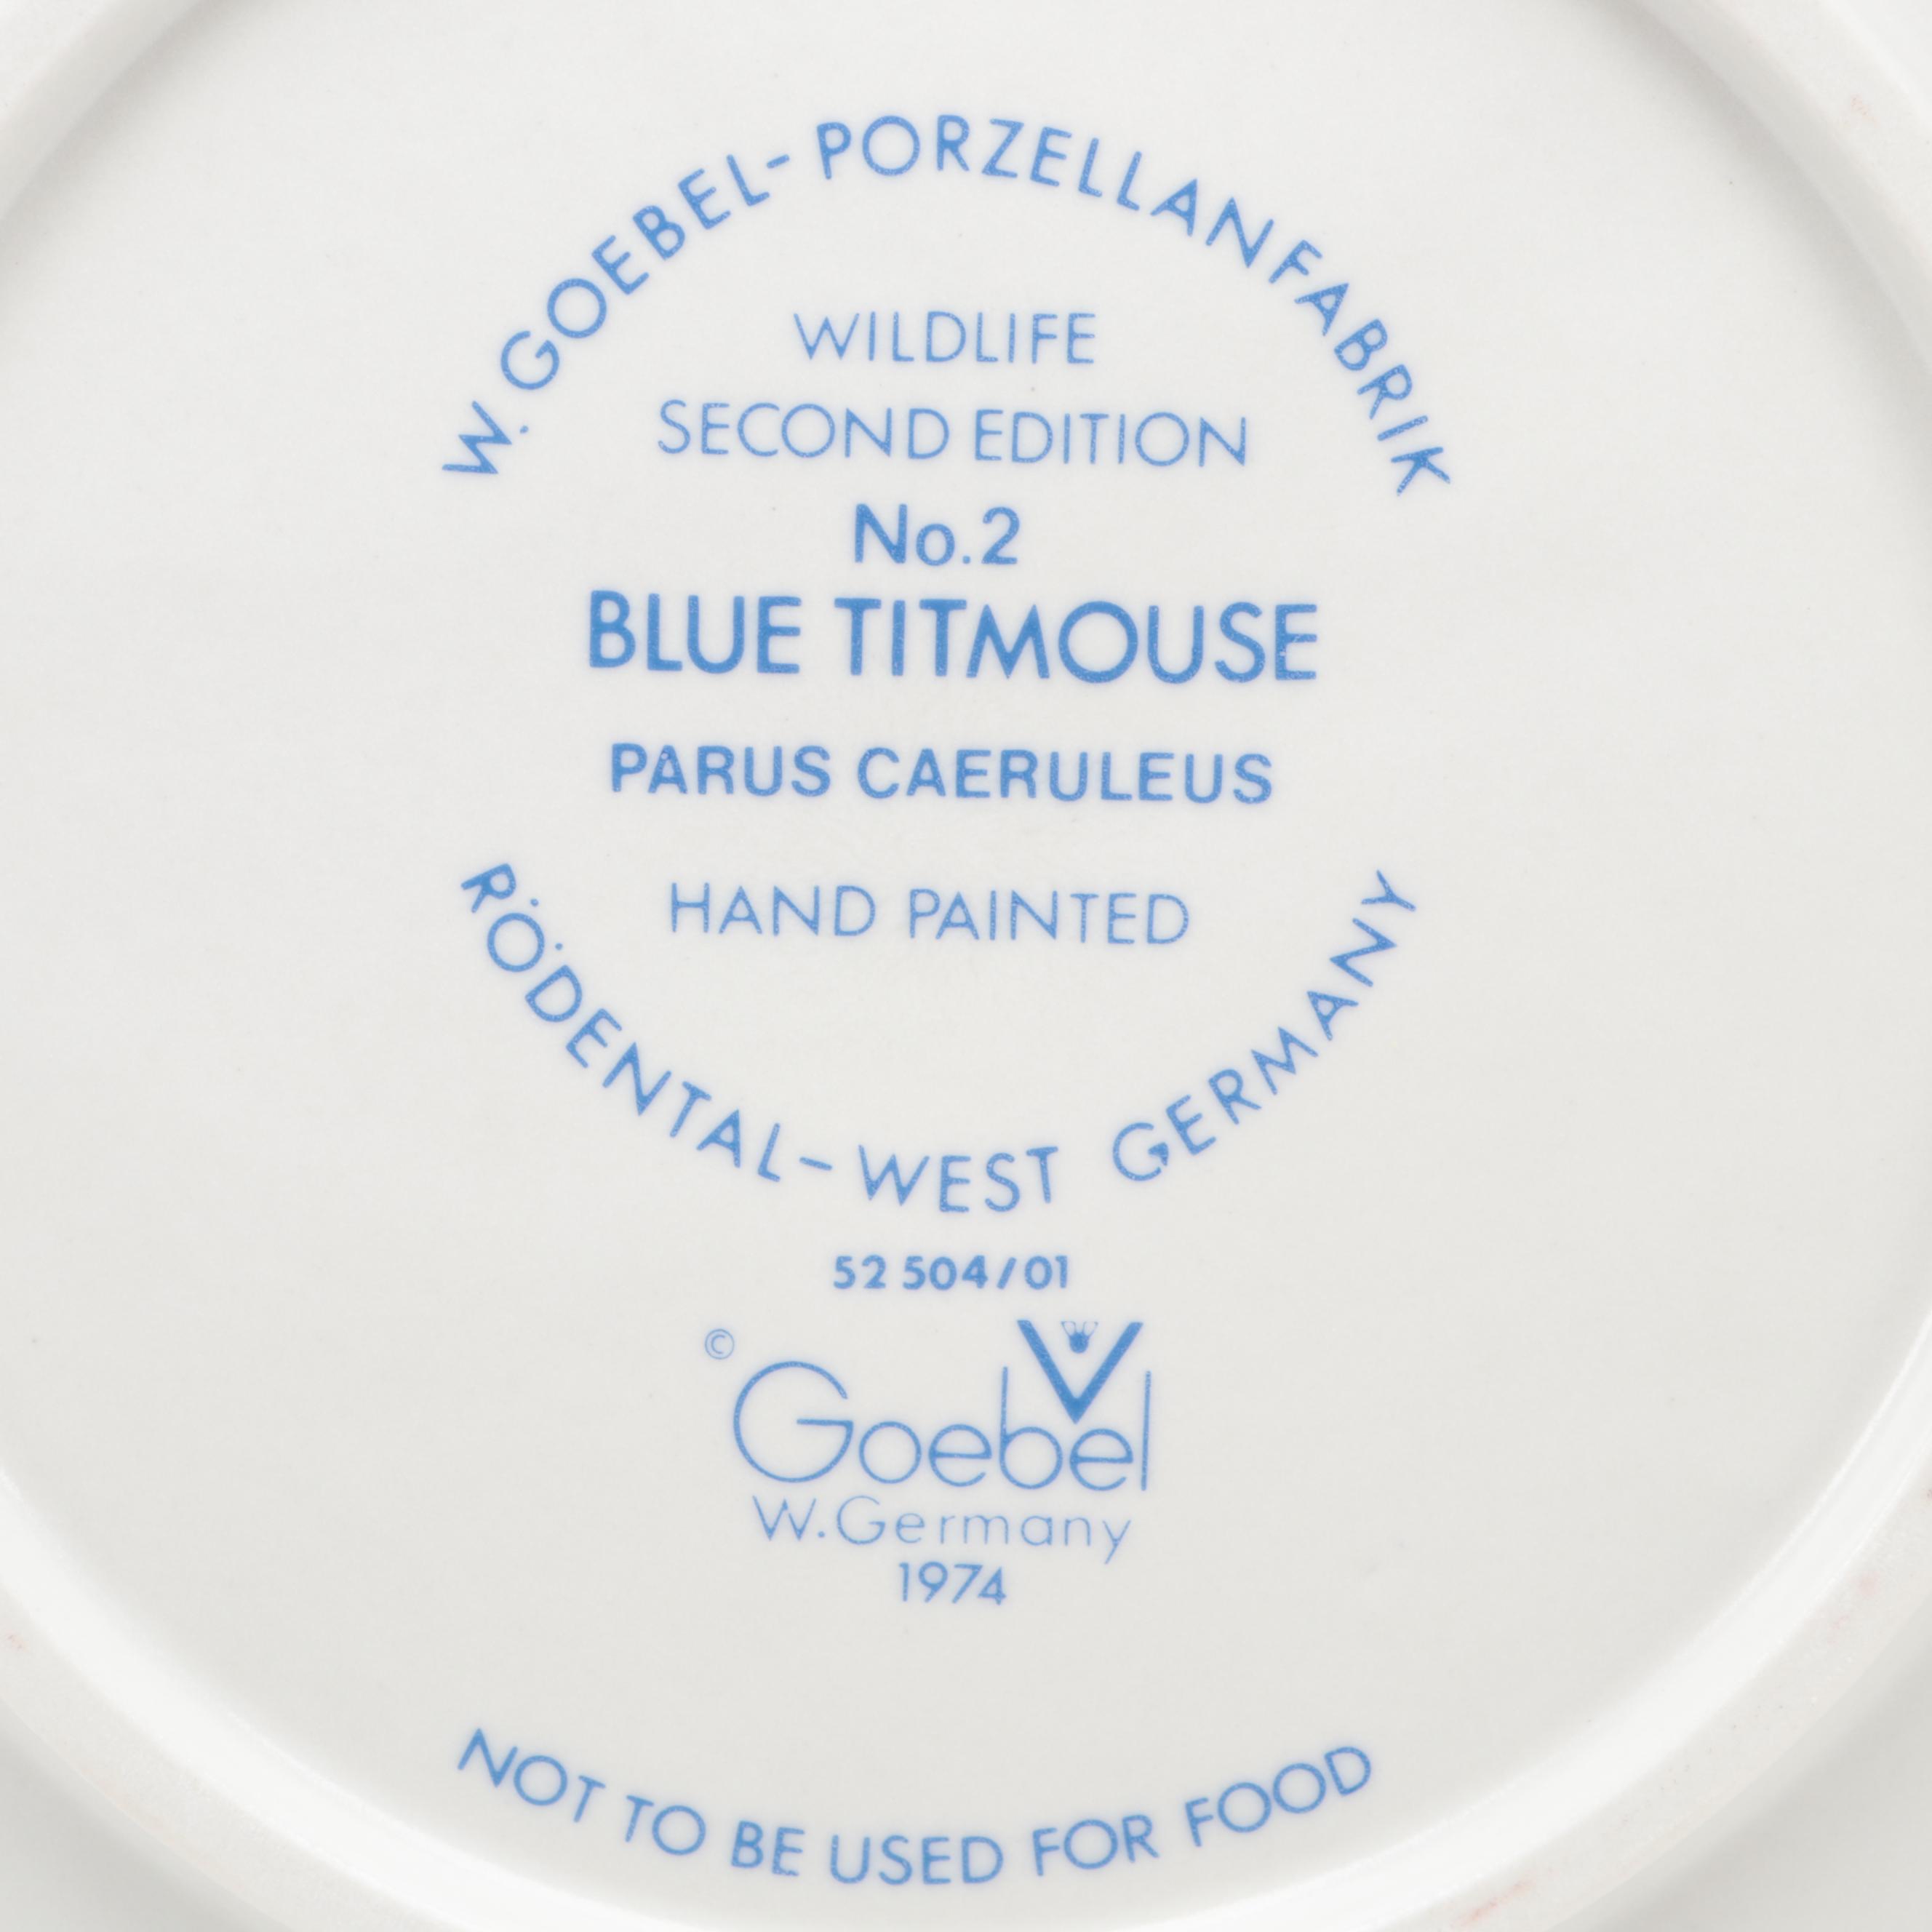 W. GOEBEL-PORZELLANFABRIK
WILDLIFE
SECOND EDITION
No.2
BLUE TITMOUSE
PARUS CAERULEUS
HAND PAINTED
RÖDENTAL-WEST GERMANY
52 504/01
© Goebel
W.Germany
1974
NOT TO BE USED FOR FOOD